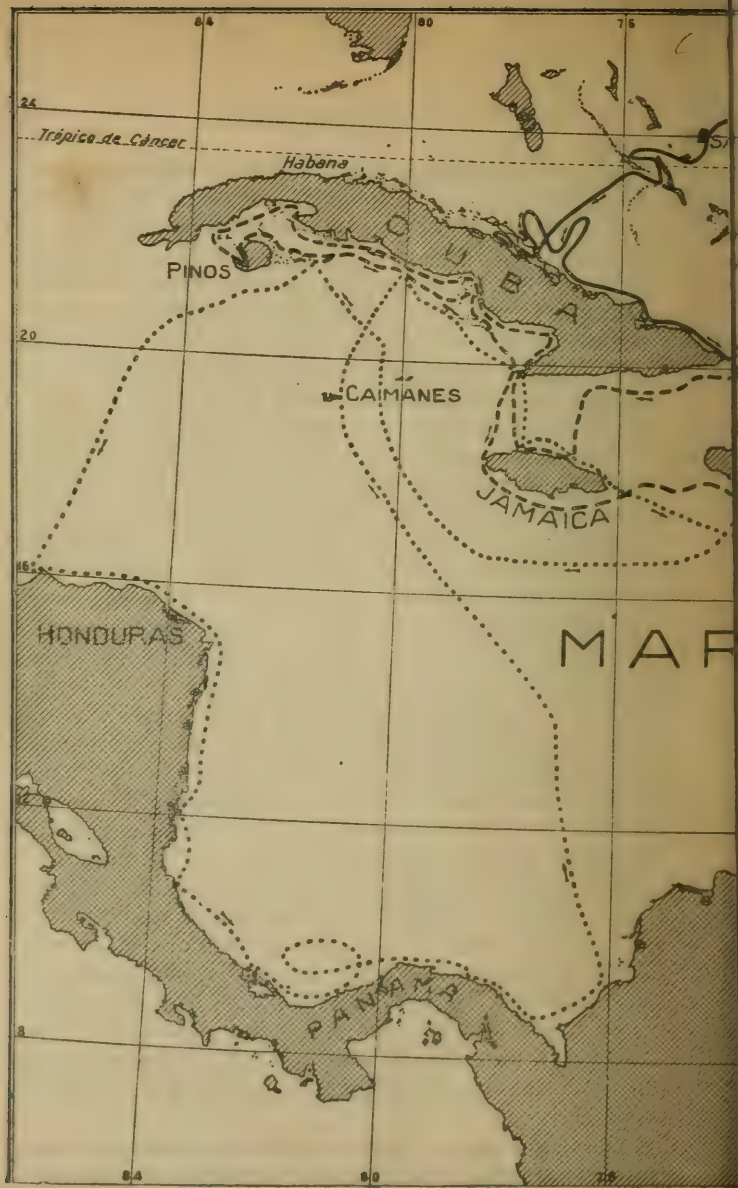 84 80 76
24
Trópico de Cáncer
SA
Habana
CUBA
PINOS
20
CAIMANES
JAMAICA
16
HONDURAS
MAR
12
PANAMA
8
84 80 76